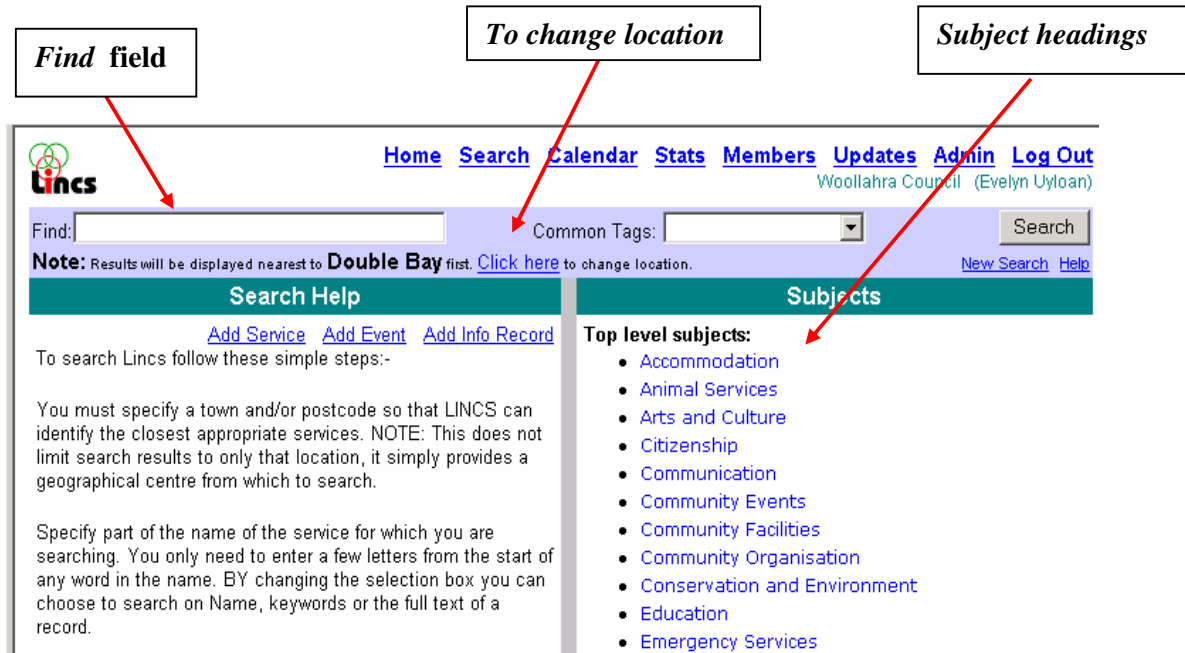 Find field
To change location
Subject headings
Lincs
Home Search Calendar Stats Members Updates Admin Log Out
Woollahra Council (Evelyn Uyloan)
Find:
Common Tags:
Search
Note: Results will be displayed nearest to Double Bay first. Click here to change location.
New Search Help
Search Help
Add Service Add Event Add Info Record
To search Lincs follow these simple steps:-
You must specify a town and/or postcode so that LINCS can
identify the closest appropriate services. NOTE: This does not
limit search results to only that location, it simply provides a
geographical centre from which to search.
Specify part of the name of the service for which you are
searching. You only need to enter a few letters from the start of
any word in the name. BY changing the selection box you can
choose to search on Name, keywords or the full text of a
record.
Subjects
Top level subjects:
Accommodation
Animal Services
Arts and Culture
Citizenship
Communication
Community Events
Community Facilities
Community Organisation
Conservation and Environment
Education
Emergency Services